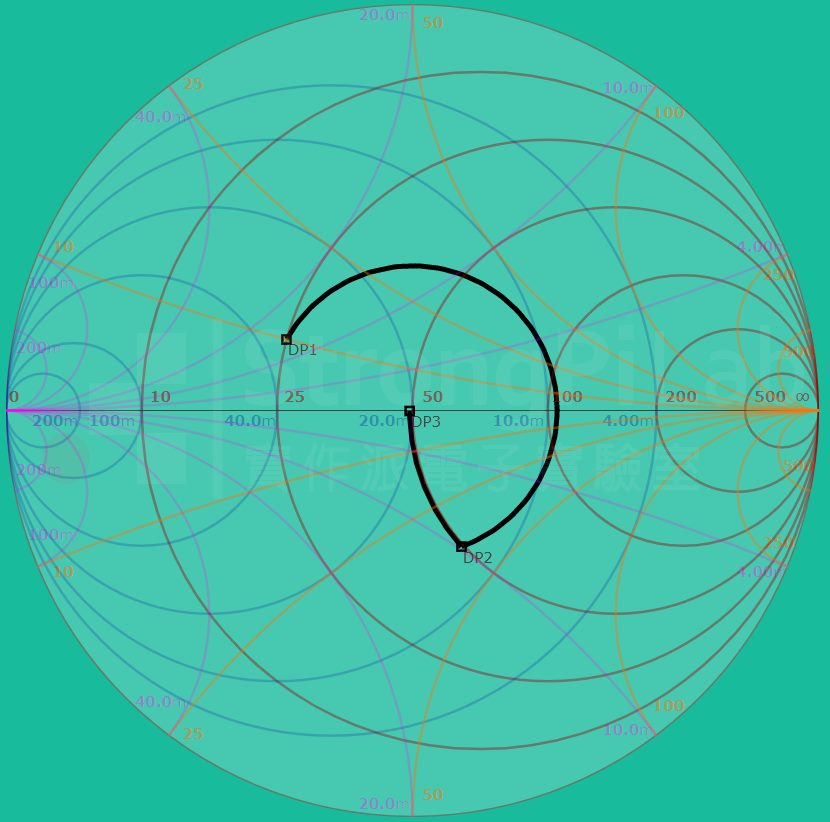 20.0m 50
25 10.0m
40.0m 100
10 4.00m
100m 250
200m 500
StrongPiLab
DP1
0 10 25 50 100 200 500 ∞
200m 100m 40.0m 20.0m DP3 10.0m 4.00m
實作派電子實驗室
200m 500
100m 250
DP2
10 4.00m
40.0m 100
25 10.0m
20.0m 50